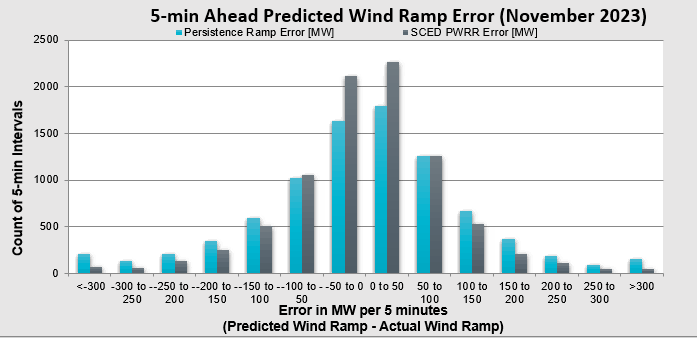 5-min Ahead Predicted Wind Ramp Error (November 2023)
Persistence Ramp Error [MW] SCED PWRR Error [MW]
Count of 5-min Intervals
2500
2000
1500
1000
500
0
<-300 -300 to --250 to --200 to --150 to --100 to --50 to 0 0 to 50 50 to 100 to 150 to 200 to 250 to >300
250 200 150 100 50 100 150 200 250 300
Error in MW per 5 minutes
(Predicted Wind Ramp - Actual Wind Ramp)